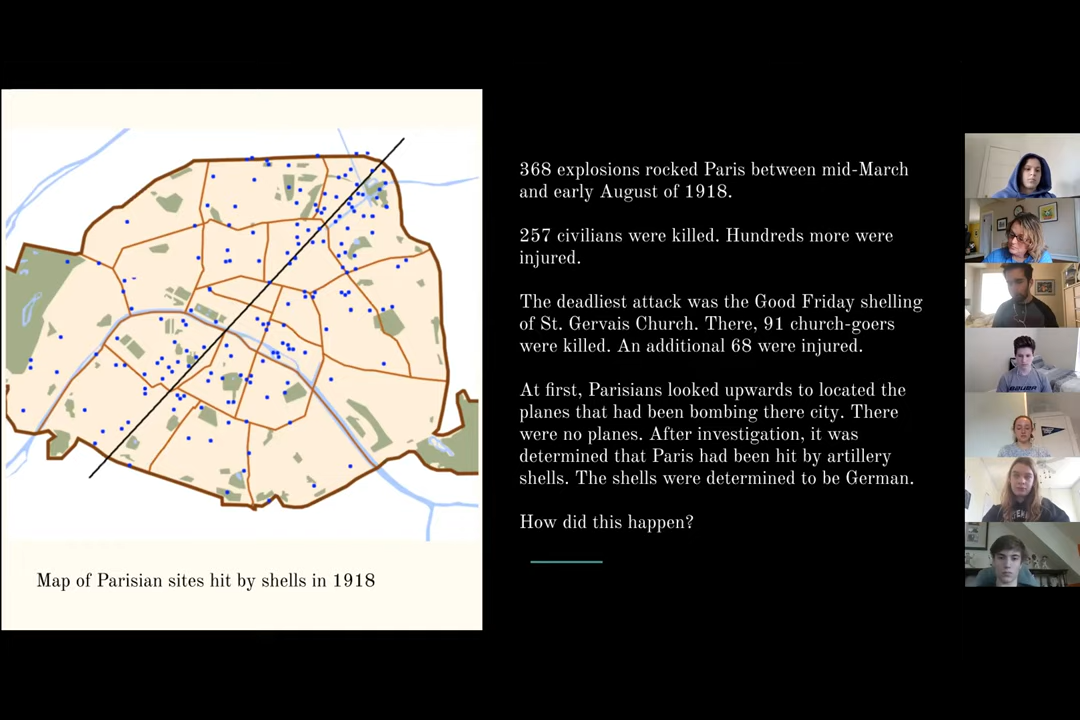 368 explosions rocked Paris between mid-March
and early August of 1918.
257 civilians were killed. Hundreds more were
injured.
The deadliest attack was the Good Friday shelling
of St. Gervais Church. There, 91 church-goers
were killed. An additional 68 were injured.
At first, Parisians looked upwards to located the
planes that had been bombing there city. There
were no planes. After investigation, it was
determined that Paris had been hit by artillery
shells. The shells were determined to be German.
How did this happen?
Map of Parisian sites hit by shells in 1918